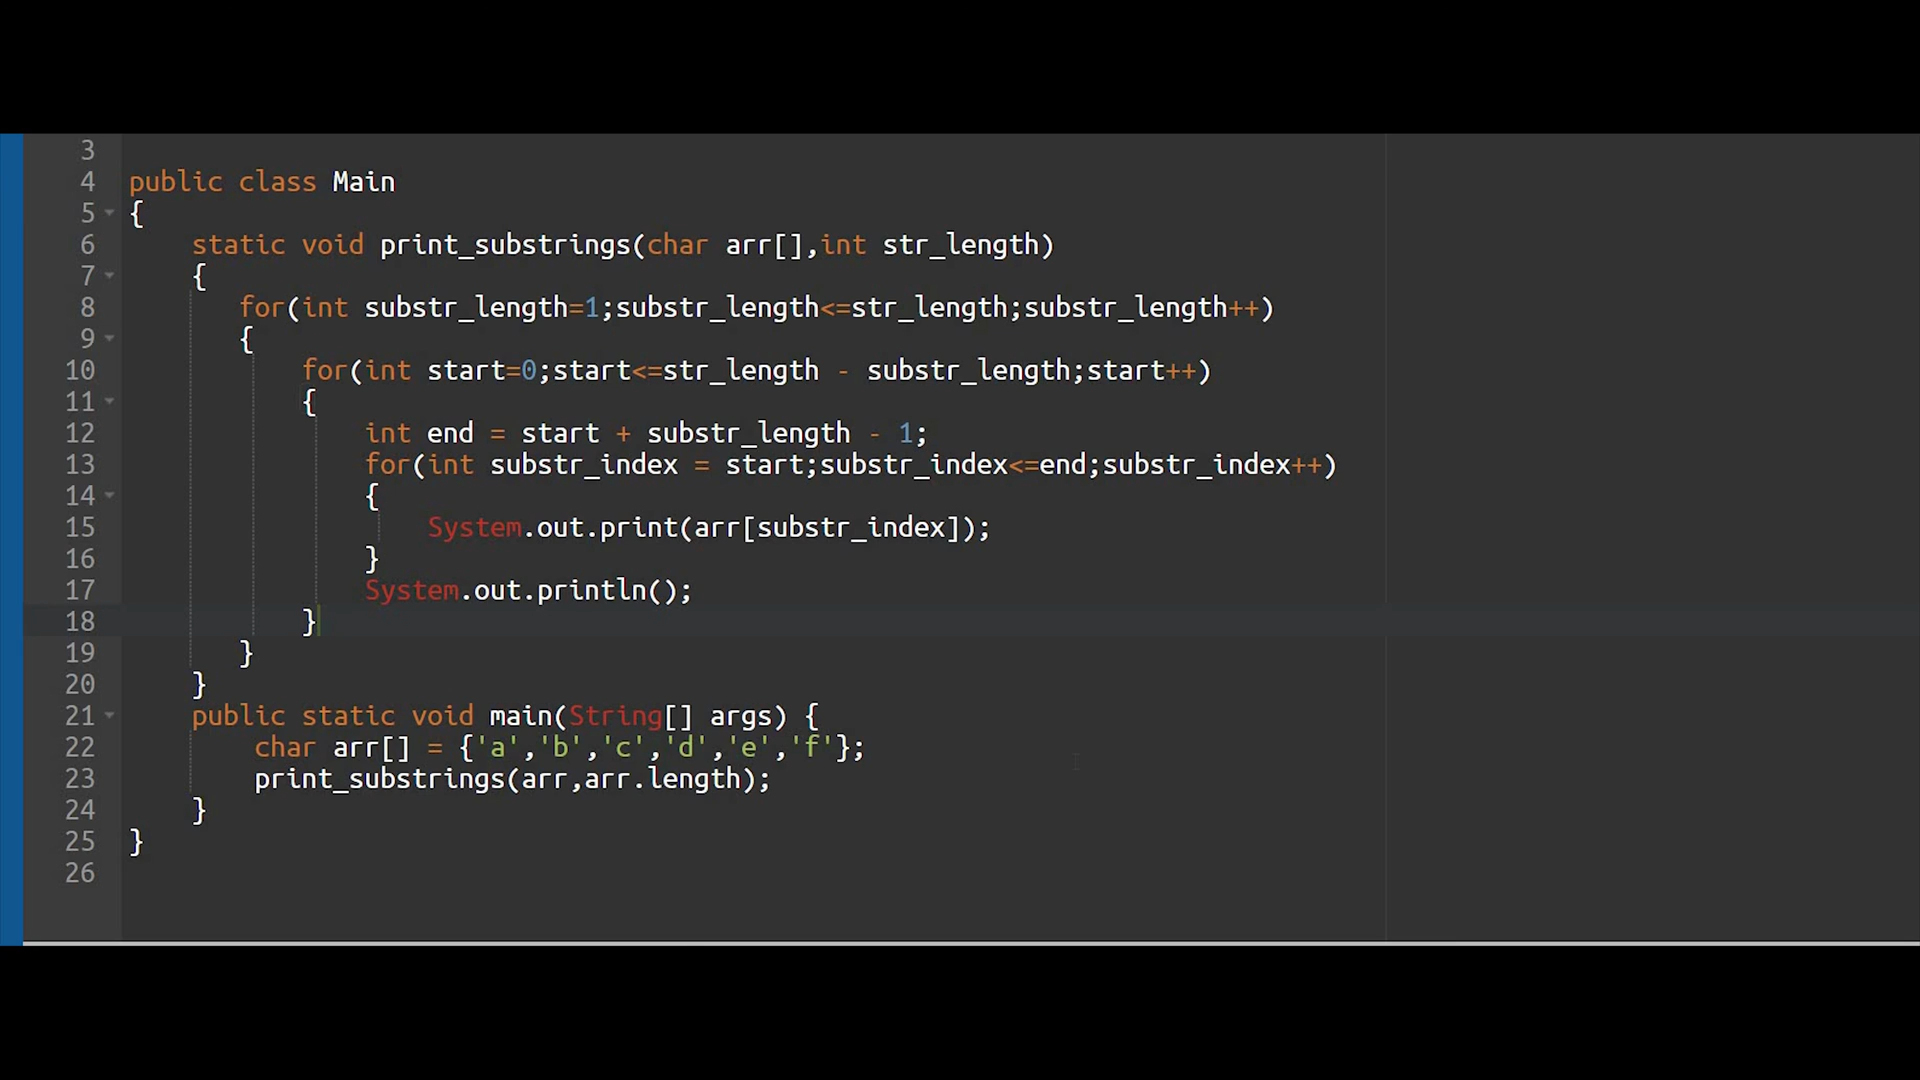 3
4 public class Main
5 {
6 static void print_substrings(char arr[],int str_length)
7 {
8 for(int substr_length=1;substr_length<=str_length;substr_length++)
9 {
10 for(int start=0;start<=str_length - substr_length;start++)
11 {
12 int end = start + substr_length - 1;
13 for(int substr_index = start;substr_index<=end;substr_index++)
14 {
15 System.out.print(arr[substr_index]);
16 }
17 System.out.println();
18 }
19 }
20 }
21 public static void main(String[] args) {
22 char arr[] = {'a','b','c','d','e','f'};
23 print_substrings(arr,arr.length);
24 }
25 }
26